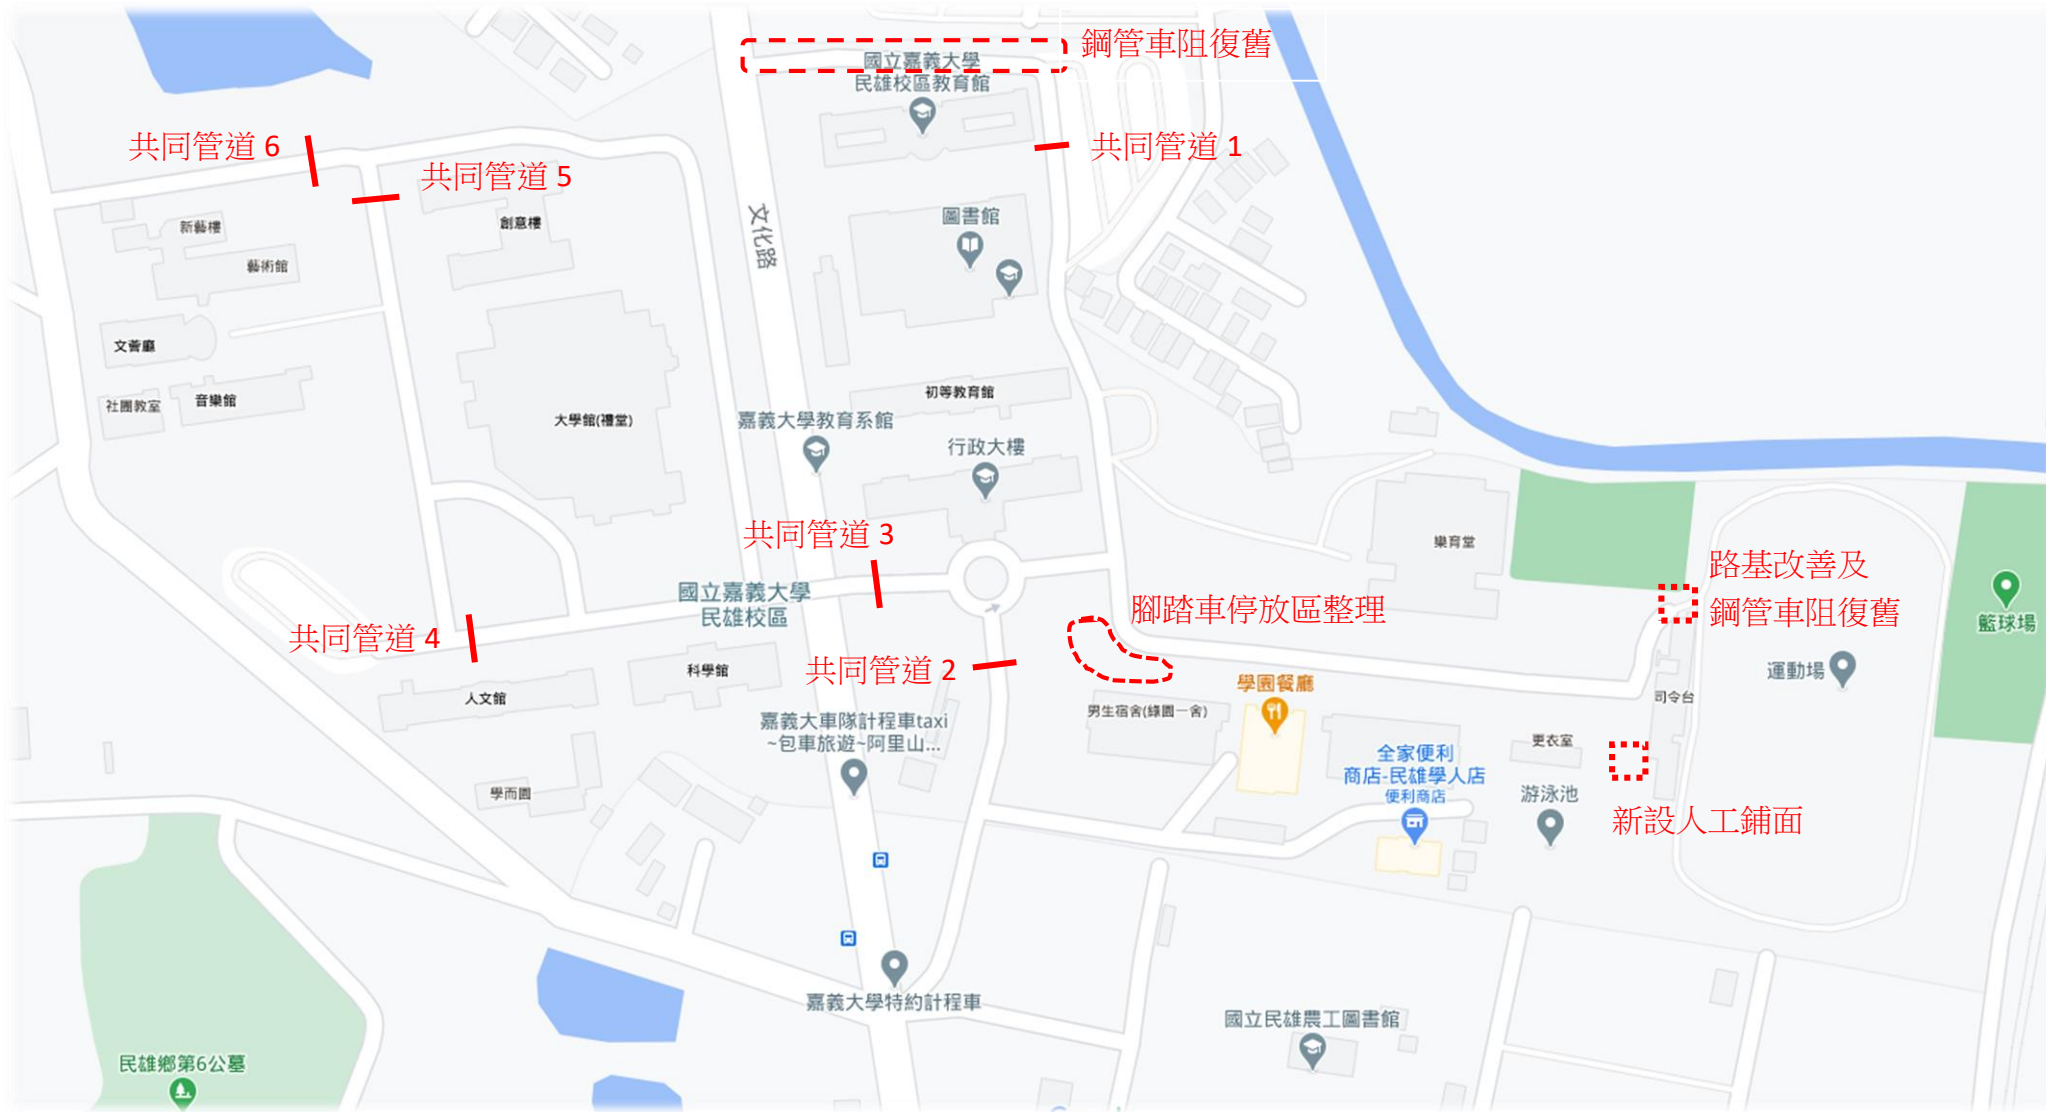 鋼管車阻復舊
國立嘉義大學
民雄校區教育館
共同管道 6
共同管道 1
共同管道 5
文化路
圖書館
新藝樓
創意樓
藝術館
文薈廳
社團教室
音樂館
初等教育館
大學館(禮堂)
嘉義大學教育系館
行政大樓
共同管道 3
樂育堂
國立嘉義大學
民雄校區
腳踏車停放區整理
路基改善及
鋼管車阻復舊
籃球場
共同管道 4
共同管道 2
科學館
人文館
運動場
學園餐廳
司令台
男生宿舍(綠園一舍)
嘉義大車隊計程車taxi
~包車旅遊~阿里山...
更衣室
全家便利
商店-民雄學人店
便利商店
學而園
游泳池
新設人工鋪面
嘉義大學特約計程車
國立民雄農工圖書館
民雄鄉第6公墓